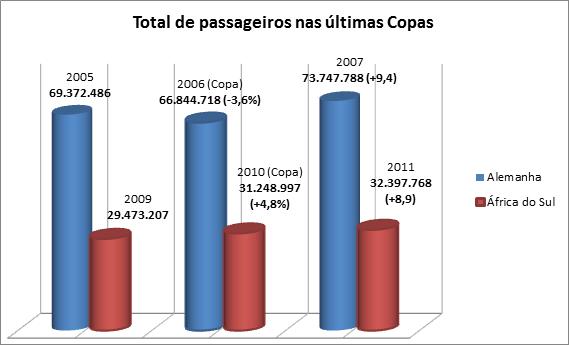 Total de passageiros nas últimas Copas
2005
69.372.486
2009
29.473.207
2006 (Copa)
66.844.718 (-3,6%)
2010 (Copa)
31.248.997
(+4,8%)
2007
73.747.788 (+9,4)
2011
32.397.768
(+8,9)
Alemanha
África do Sul